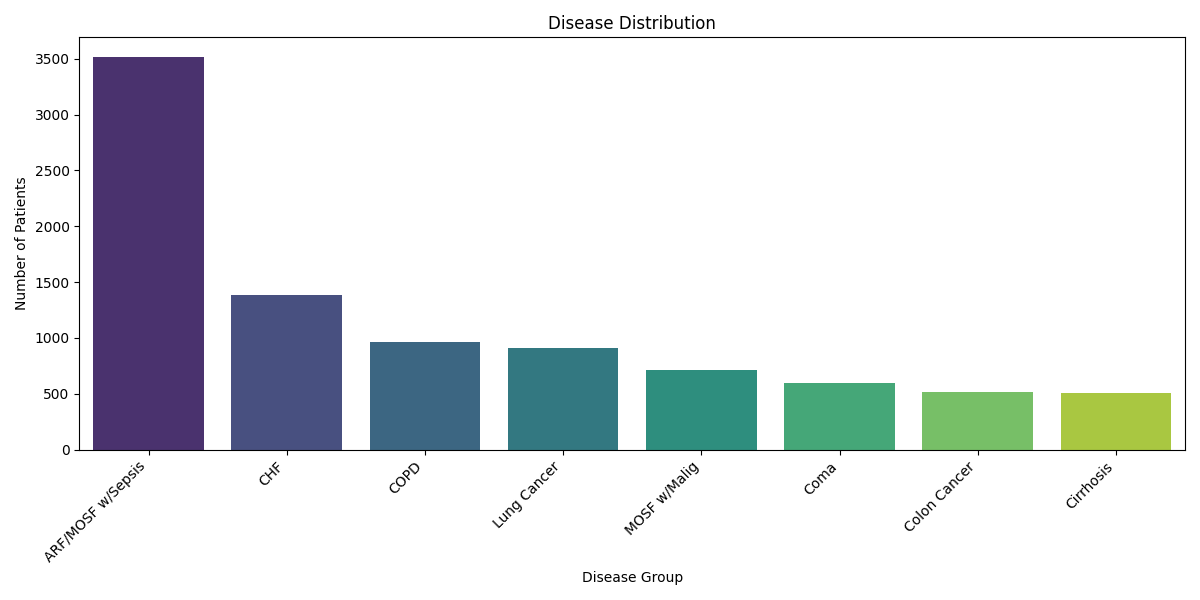 Disease Distribution
Number of Patients
3500
3000
2500
2000
1500
1000
500
0
ARF/MOSF w/Sepsis
CHF
COPD
Lung Cancer
MOSF w/Malig
Coma
Colon Cancer
Cirrhosis
Disease Group